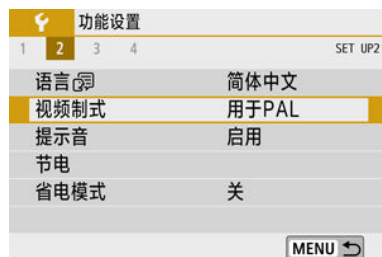 功能设置
1 2 3 4 SET UP2
语言 简体中文
视频制式 用于PAL
提示音 启用
节电
省电模式 关
MENU